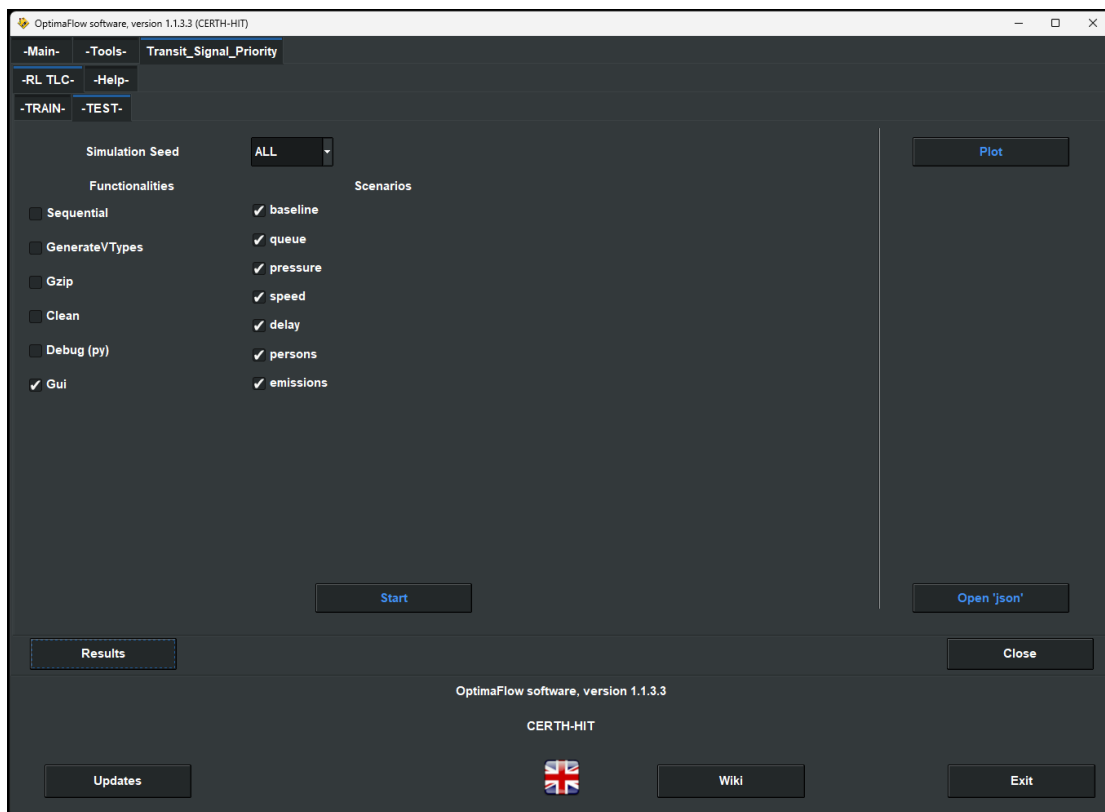 OptimaFlow software, version 1.1.3.3 (CERTH-HIT)
-Main- -Tools- Transit_Signal_Priority
-RL TLC- -Help-
-TRAIN- -TEST-
Simulation Seed ALL Plot
Functionalities Scenarios
Sequential baseline
GenerateVTypes queue
Gzip pressure
Clean speed
Debug (py) delay
Gui persons
emissions
Start Open 'json'
Results Close
OptimaFlow software, version 1.1.3.3
CERTH-HIT
Updates Wiki Exit